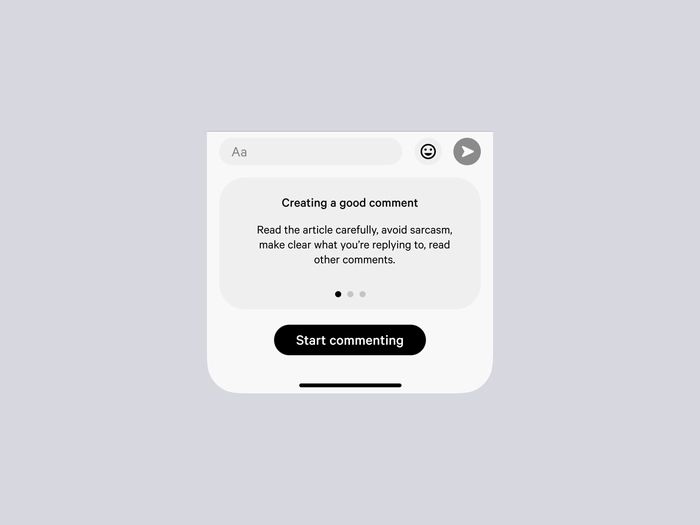 Aa
Creating a good comment
Read the article carefully, avoid sarcasm,
make clear what you’re replying to, read
other comments.
Start commenting